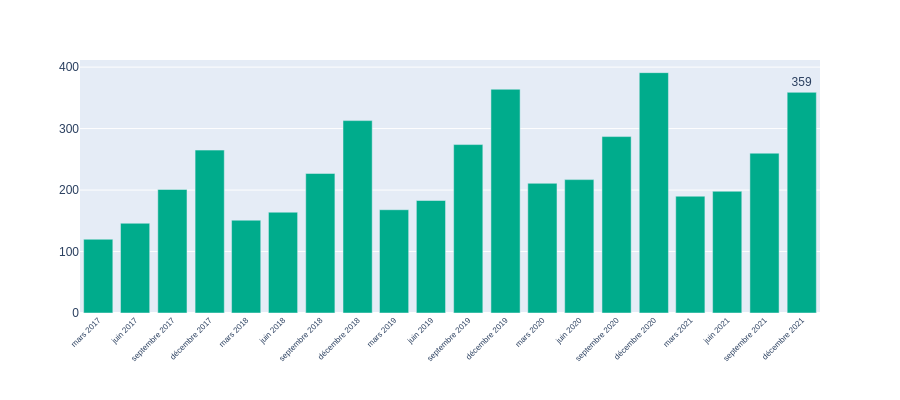 400
300
200
100
0
359
mars 2017
juin 2017
septembre 2017
décembre 2017
mars 2018
juin 2018
septembre 2018
décembre 2018
mars 2019
juin 2019
septembre 2019
décembre 2019
mars 2020
juin 2020
septembre 2020
décembre 2020
mars 2021
juin 2021
septembre 2021
décembre 2021